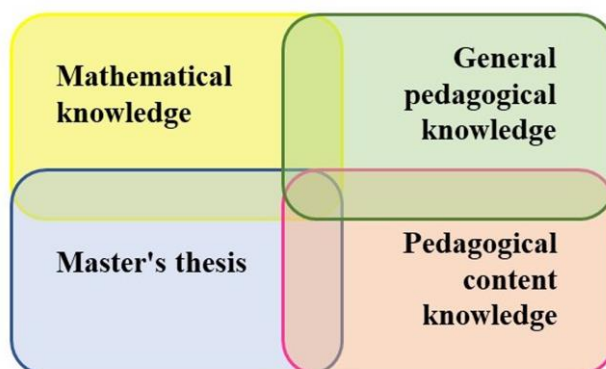 Mathematical
knowledge
General
pedagogical
knowledge
Master's thesis
Pedagogical
content
knowledge